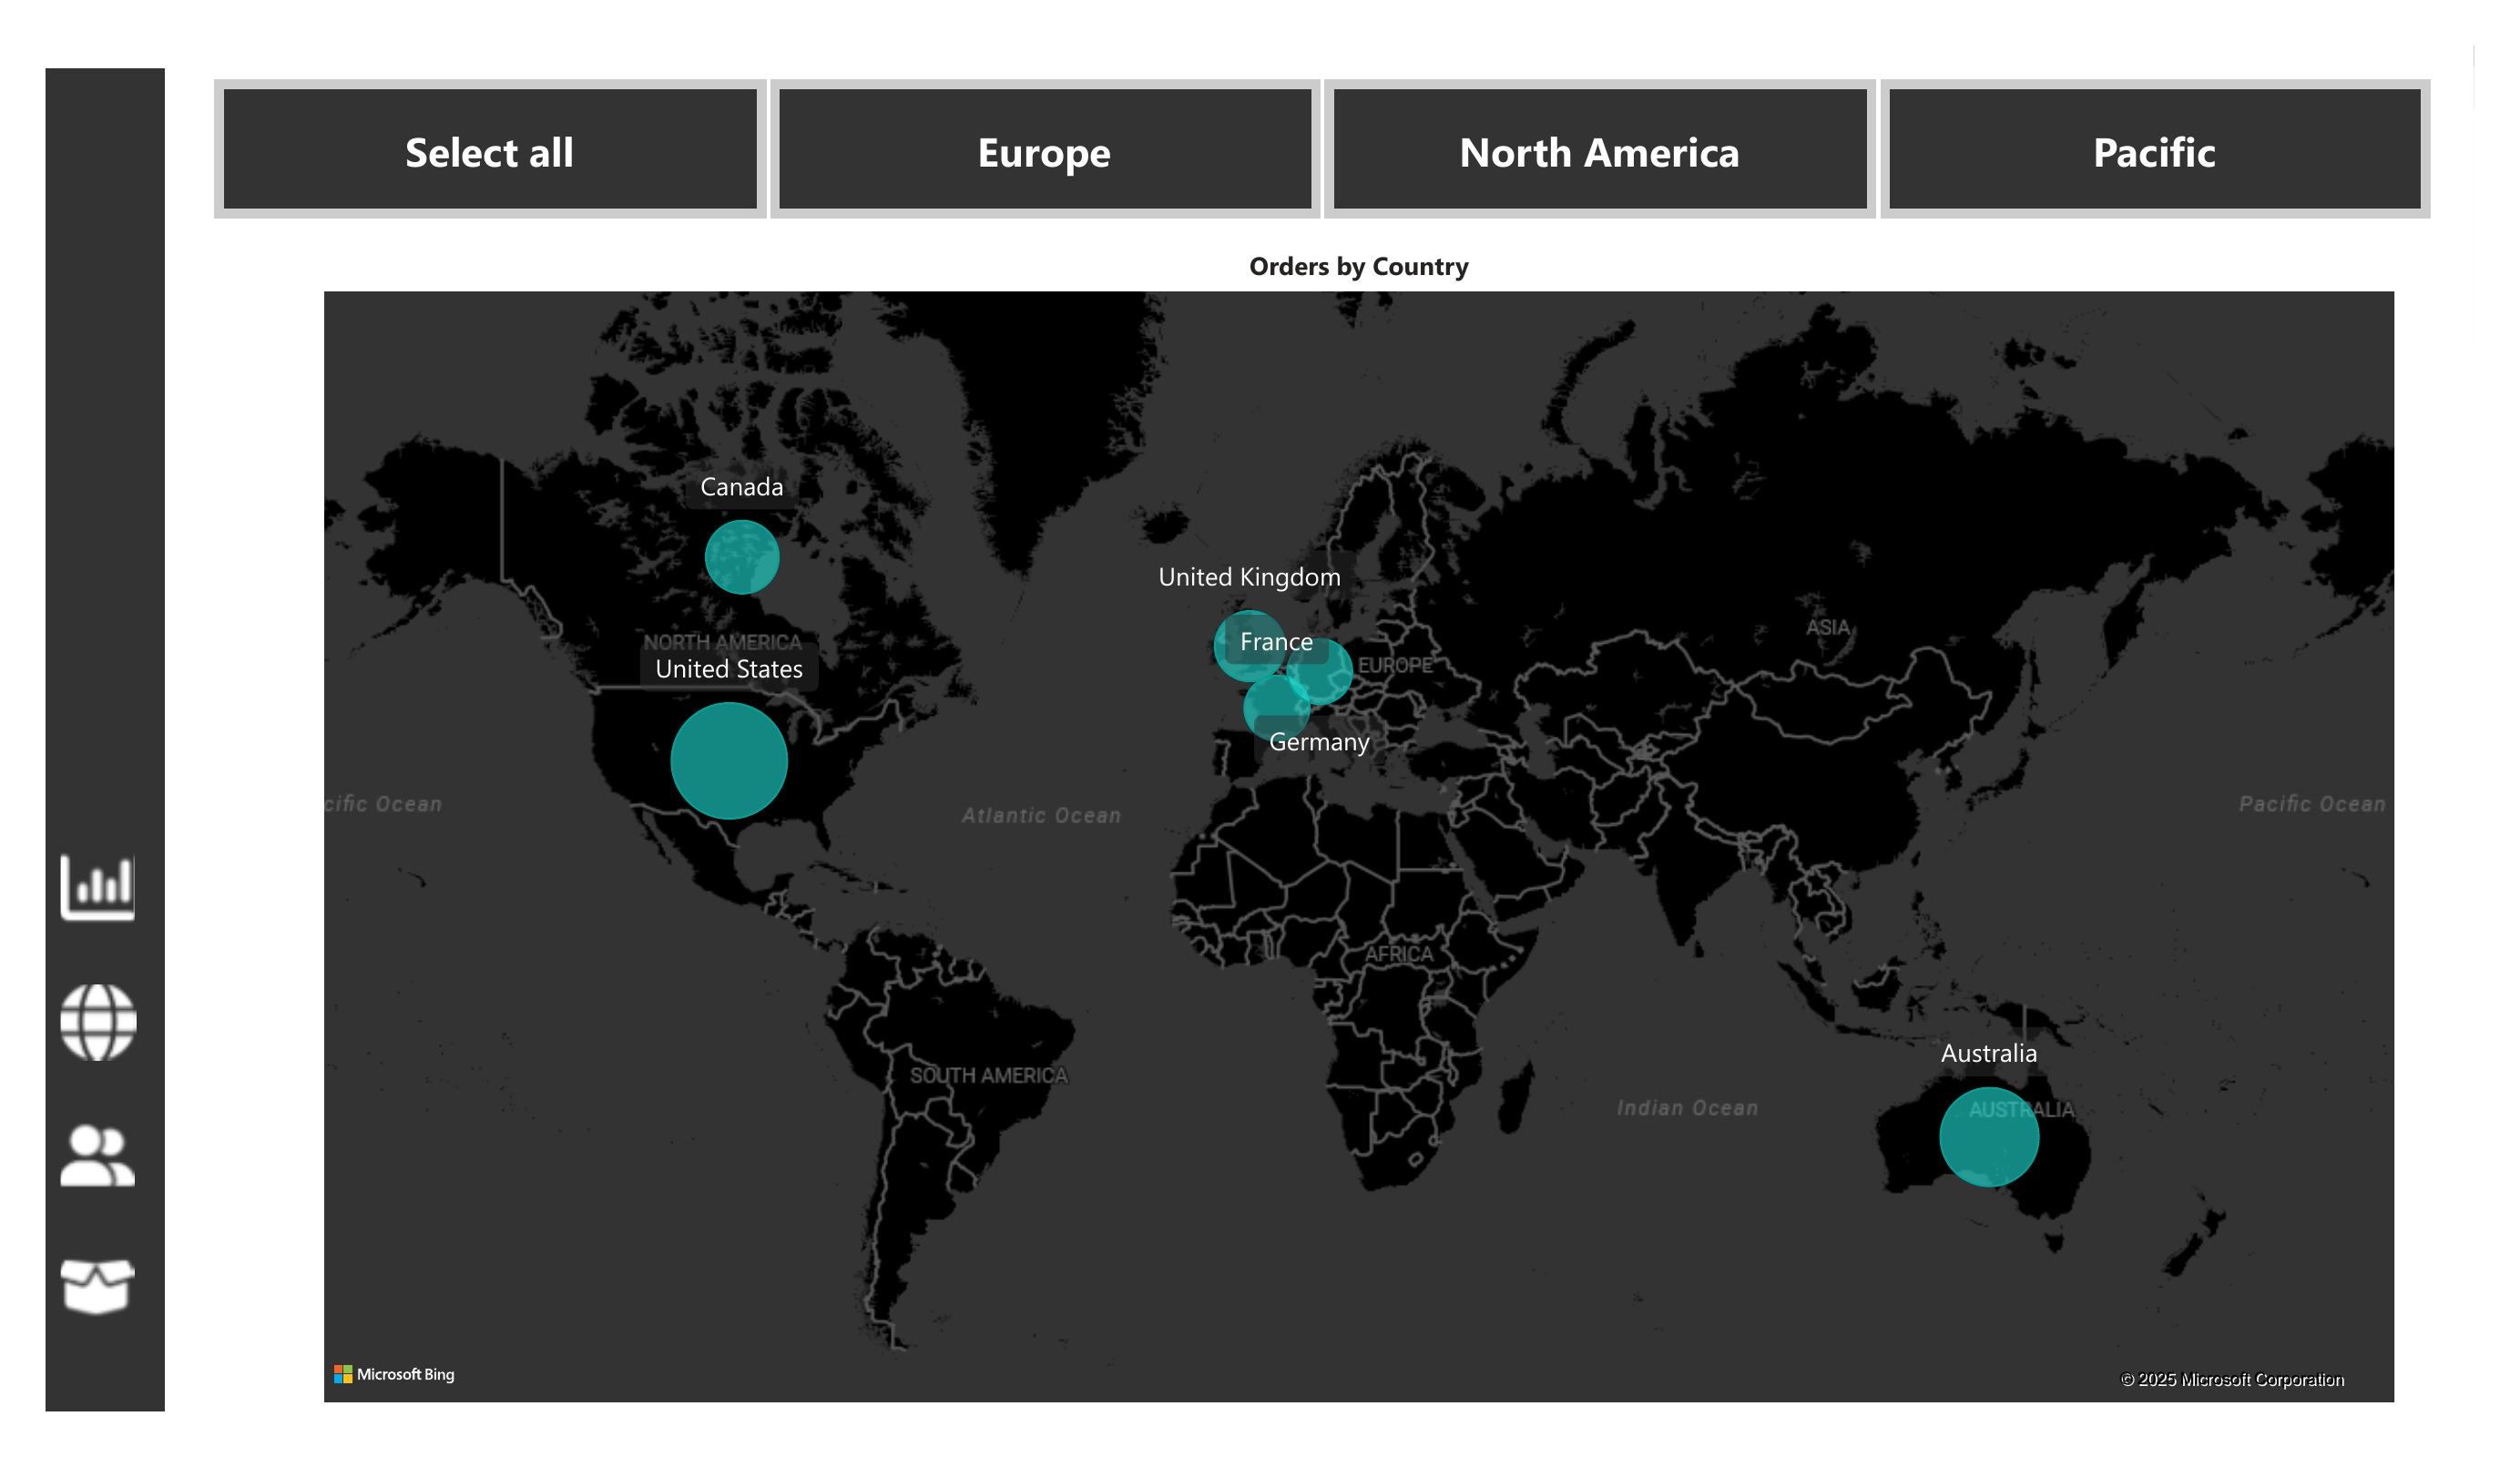 Select all
Europe
North America
Pacific
Orders by Country
Canada
NORTH AMERICA
United States
United Kingdom
France
EUROPE
Germany
ASIA
cific Ocean
Atlantic Ocean
Pacific Ocean
AFRICA
SOUTH AMERICA
Indian Ocean
Australia
AUSTRALIA
Microsoft Bing
© 2025 Microsoft Corporation